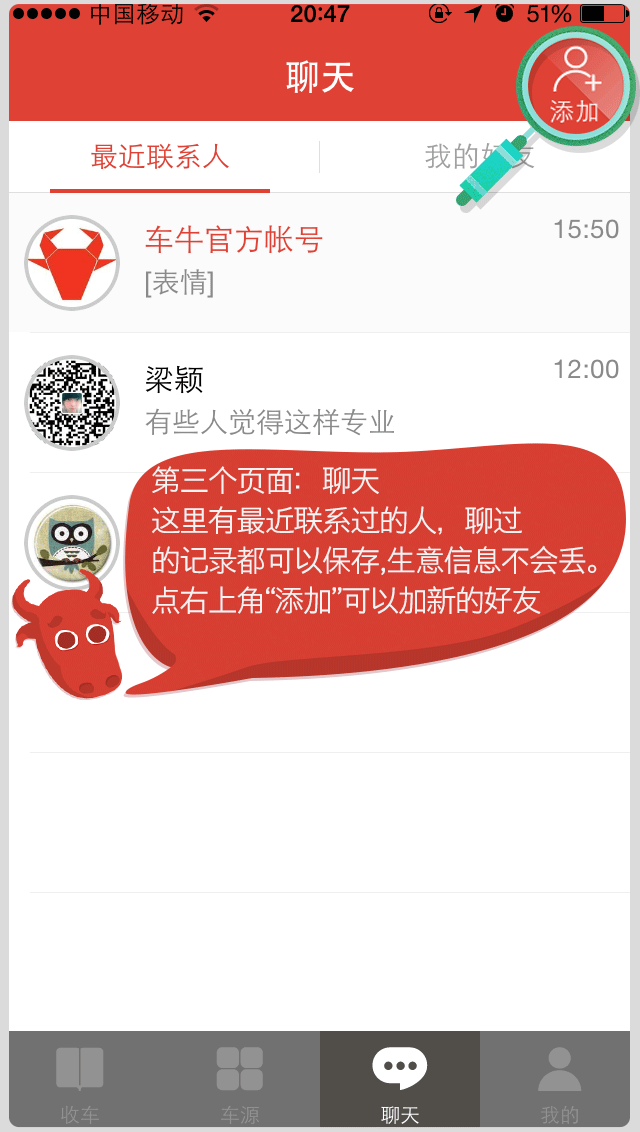 中国移动 20:47 51%
聊天
添加
最近联系人 我的好友
车牛官方帐号 15:50
[表情]
梁颖 12:00
有些人觉得这样专业
第三个页面：聊天
这里有最近联系过的人，聊过
的记录都可以保存,生意信息不会丢。
点右上角“添加”可以加新的好友
收车 车源 聊天 我的